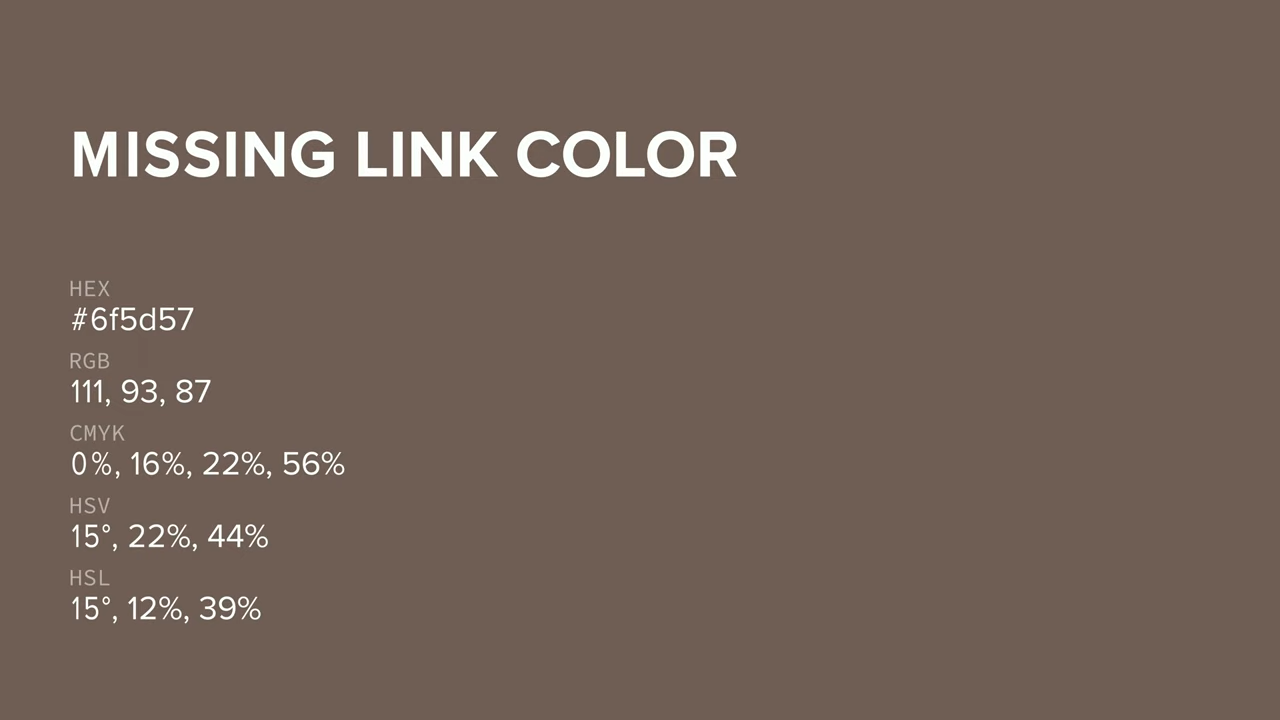 MISSING LINK COLOR
HEX
#6f5d57
RGB
111, 93, 87
CMYK
0%, 16%, 22%, 56%
HSV
15°, 22%, 44%
HSL
15°, 12%, 39%